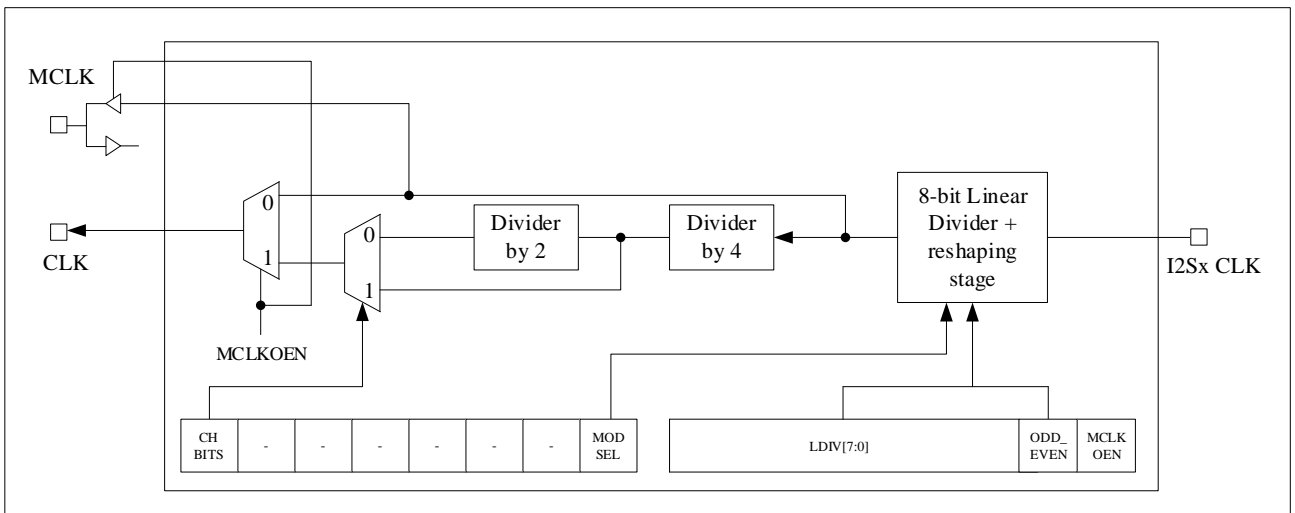 MCLK
0
1
CLK
0
1
Divider
by 2
Divider
by 4
8-bit Linear
Divider +
reshaping
stage
I2Sx CLK
MCLKOEN
CH
BITS
-
-
-
-
-
-
MOD
SEL
LDIV[7:0]
ODD_
EVEN
MCLK
OEN